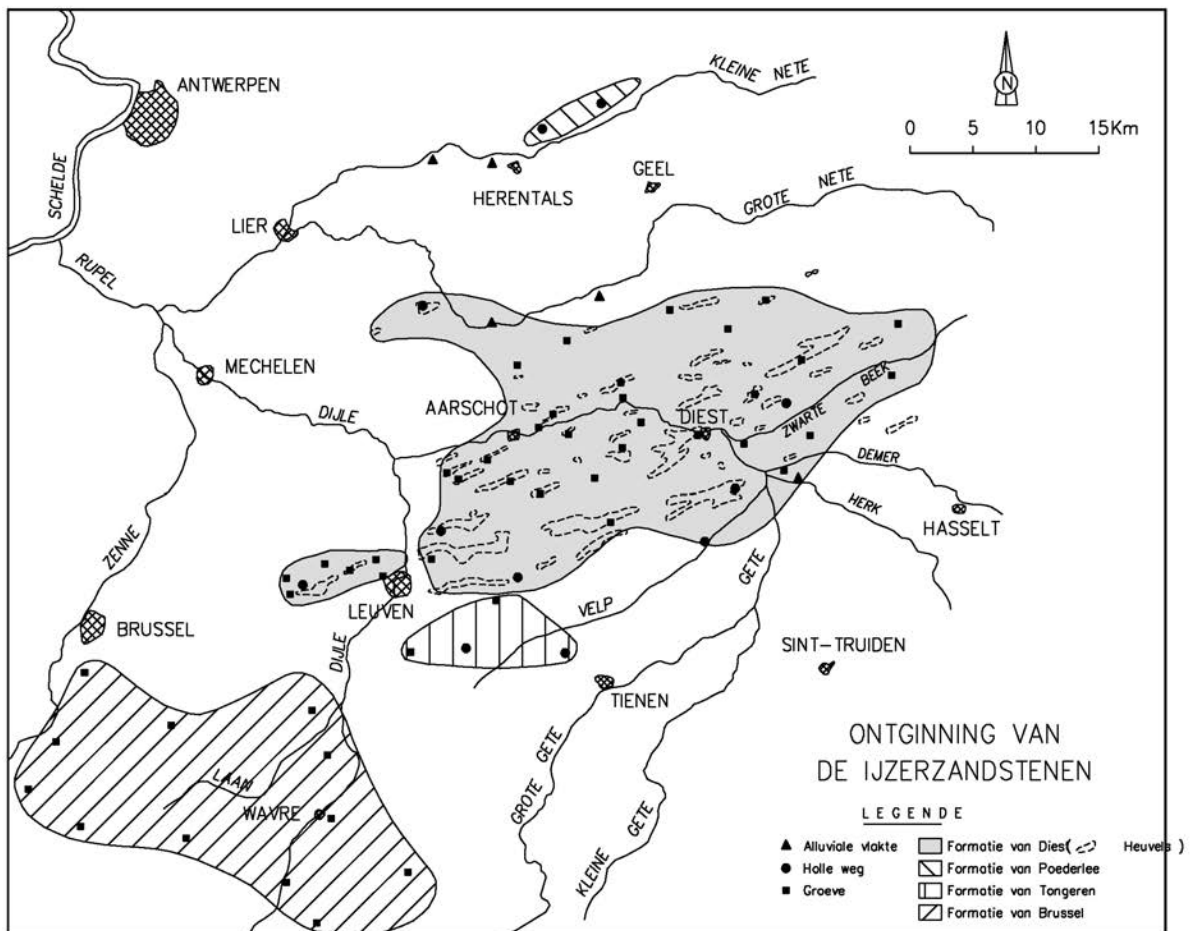 ANTWERPEN
KLEINE NETE
N
0 5 10 15Km
SCHELDE
HERENTALS
GEEL
GROTE NETE
LIER
RUPEL
MECHELEN
DIJLE
AARSCHOT
DIEST
ZWARTE BEEK
DEMER
HERK
HASSELT
ZENNE
LEUVEN
BRUSSEL
DIJLE
VELP
GETE
SINT-TRUIDEN
TIENEN
LAAN
WAVRE
GROTE GETE
KLEINE GETE
ONTGINNING VAN
DE IJZERZANDSTENEN
LEGENDE
Alluviale vlakte
Holle weg
Groeve
Formatie van Diest( Heuvels )
Formatie van Poederlee
Formatie van Tongeren
Formatie van Brussel